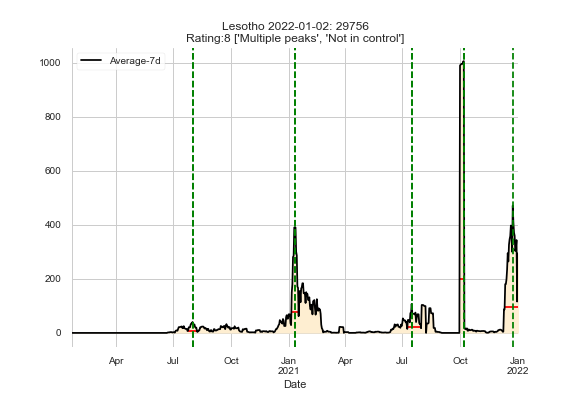 Lesotho 2022-01-02: 29756
Rating:8 ['Multiple peaks', 'Not in control']
Average-7d
1000
800
600
400
200
0
Apr Jul Oct Jan Apr Jul Oct Jan
2021 2022
Date